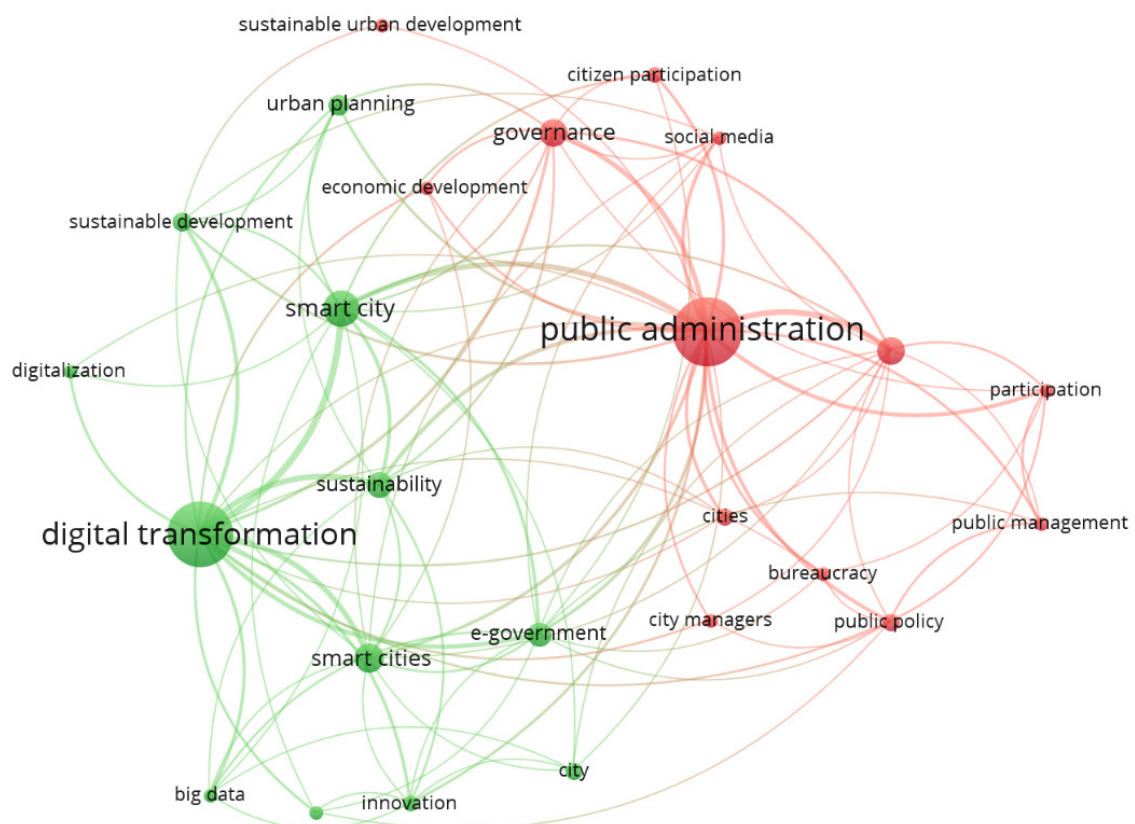 sustainable urban development
citizen participation
urban planning
governance
social media
economic development
sustainable development
smart city
public administration
digitalization
participation
sustainability
cities
public management
digital transformation
bureaucracy
city managers
public policy
e-government
smart cities
city
big data
innovation